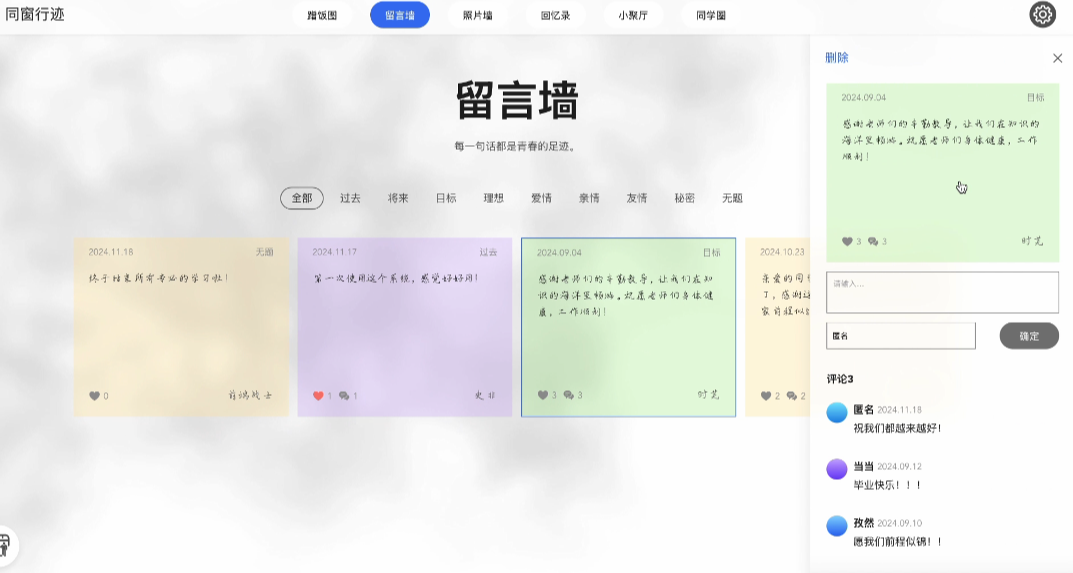 同窗行迹
蹭饭图
留言墙
照片墙
回忆录
小聚厅
同学圈
留言墙
每一句话都是青春的足迹。
全部
过去
将来
目标
理想
爱情
亲情
友情
秘密
无题
2024.11.18
无题
终于结束所有专业的学习啦!
0
前端战士
2024.11.17
过去
第一次使用这个系统,感觉好好用!
1
1
史非
2024.09.04
目标
感谢老师们的辛勤教导,让我们在知
识的海洋里畅游。祝愿老师们身体健
康,工作顺利!
3
3
时芜
2024.10.23
亲爱的同
了,感谢这
家前程似
2
2
删除
2024.09.04
目标
感谢老师们的辛勤教导,让我们在知识的
海洋里畅游。祝愿老师们身体健康,工作
顺利!
3
3
时芜
请输入...
匿名
确定
评论3
匿名 2024.11.18
祝我们都越来越好!
当当 2024.09.12
毕业快乐!!!
孜然 2024.09.10
愿我们前程似锦!!